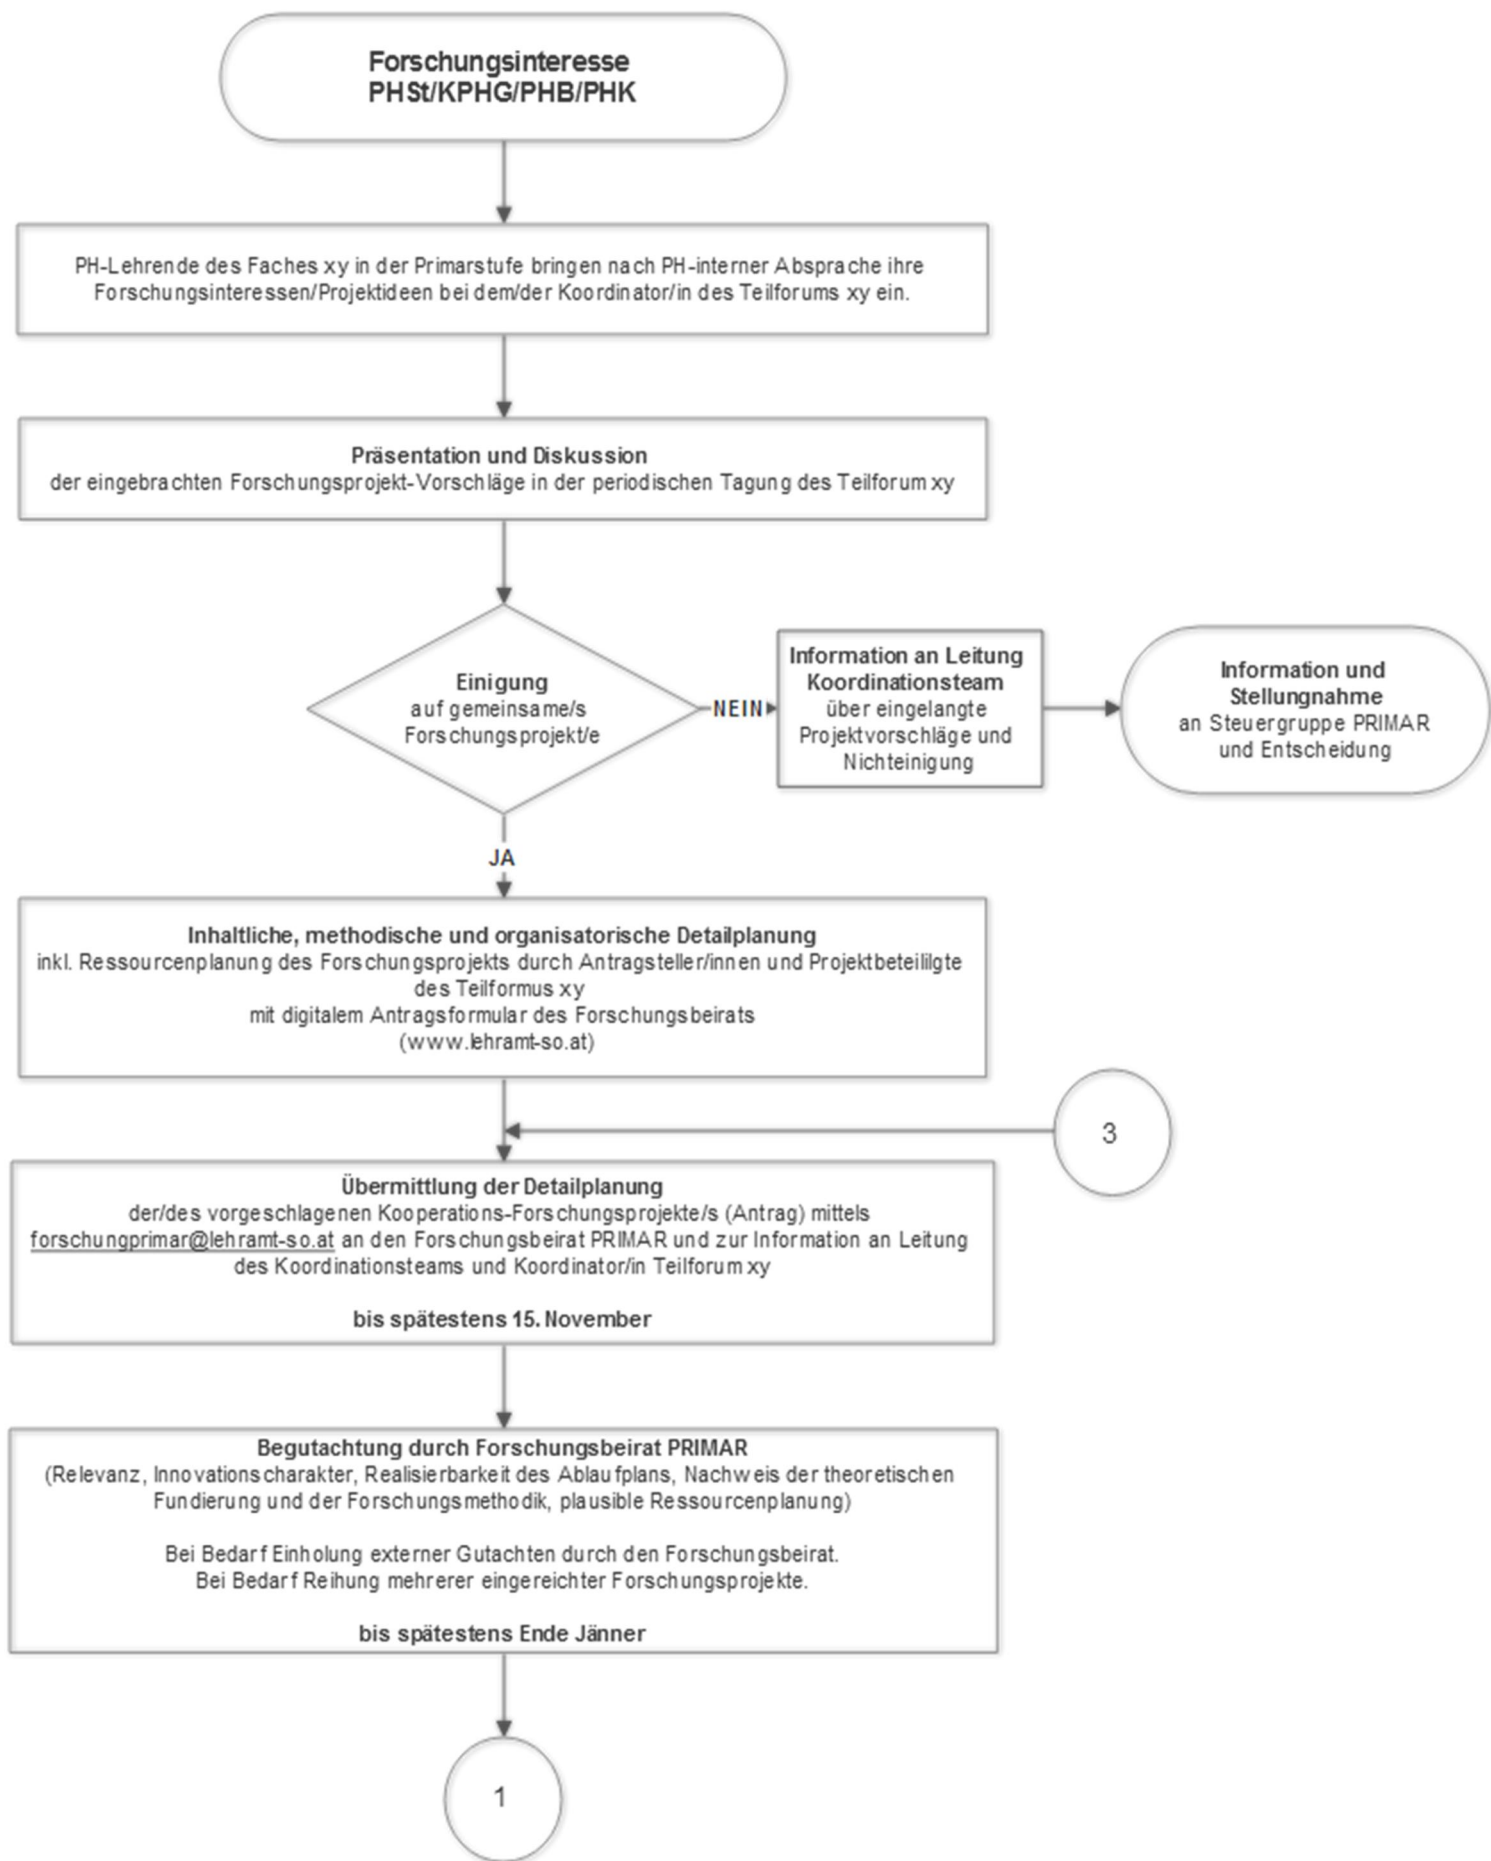 Forschungsinteresse
PHSt/KPHG/PHB/PHK
PH-Lehrende des Faches xy in der Primarstufe bringen nach PH-interner Absprache ihre
Forschungsinteressen/Projektideen bei dem/der Koordinator/in des Teilforums xy ein.
Präsentation und Diskussion
der eingebrachten Forschungsprojekt-Vorschläge in der periodischen Tagung des Teilforum xy
Einigung
auf gemeinsame/s
Forschungsprojekt/e
NEIN
Information an Leitung
Koordinationsteam
über eingelangte
Projektvorschläge und
Nichteinigung
Information und
Stellungnahme
an Steuergruppe PRIMAR
und Entscheidung
JA
Inhaltliche, methodische und organisatorische Detailplanung
inkl. Ressourcenplanung des Forschungsprojekts durch Antragsteller/innen und Projektbeteililgte
des Teilformus xy
mit digitalem Antragsformular des Forschungsbeirats
(www.lehramt-so.at)
3
Übermittlung der Detailplanung
der/des vorgeschlagenen Kooperations-Forschungsprojekte/s (Antrag) mittels
forschungprimar@lehramt-so.at an den Forschungsbeirat PRIMAR und zur Information an Leitung
des Koordinationsteams und Koordinator/in Teilforum xy
bis spätestens 15. November
Begutachtung durch Forschungsbeirat PRIMAR
(Relevanz, Innovationscharakter, Realisierbarkeit des Ablaufplans, Nachweis der theoretischen
Fundierung und der Forschungsmethodik, plausible Ressourcenplanung)
Bei Bedarf Einholung externer Gutachten durch den Forschungsbeirat.
Bei Bedarf Reihung mehrerer eingereichter Forschungsprojekte.
bis spätestens Ende Jänner
1